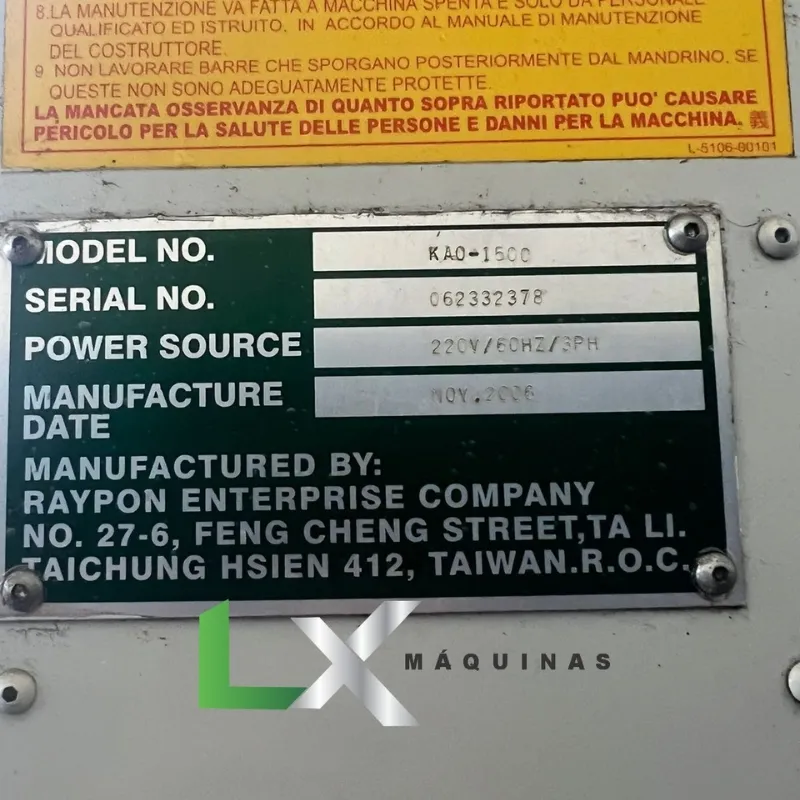 8.LA MANUTENZIONE VA FATTA A MACCHINA SPENTA E SOLO DA PERSONALE
QUALIFICATO ED ISTRUITO, IN ACCORDO AL MANUALE DI MANUTENZIONE
DEL COSTRUTTORE.
9 NON LAVORARE BARRE CHE SPORGANO POSTERIORMENTE DAL MANDRINO, SE
QUESTE NON SONO ADEGUATAMENTE PROTETTE.
LA MANCATA OSSERVANZA DI QUANTO SOPRA RIPORTATO PUO' CAUSARE
PERICOLO PER LA SALUTE DELLE PERSONE E DANNI PER LA MACCHINA. 義
L-5106-00101
MODEL NO. KAO-1500
SERIAL NO. 062332378
POWER SOURCE 220V/60HZ/3PH
MANUFACTURE NOV.2006
DATE
MANUFACTURED BY:
RAYPON ENTERPRISE COMPANY
NO. 27-6, FENG CHENG STREET,TA LI.
TAICHUNG HSIEN 412, TAIWAN.R.O.C.
LX MÁQUINAS